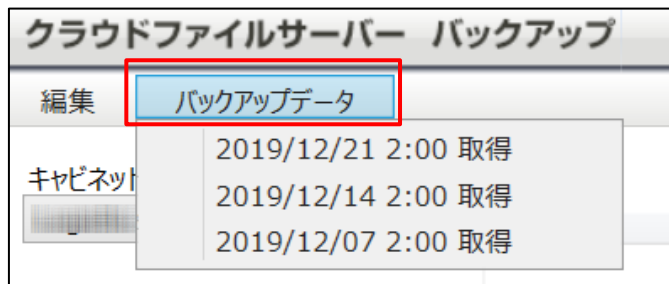 クラウドファイルサーバー バックアップ
編集 バックアップデータ
2019/12/21 2:00 取得
キャビネット
2019/12/14 2:00 取得
2019/12/07 2:00 取得